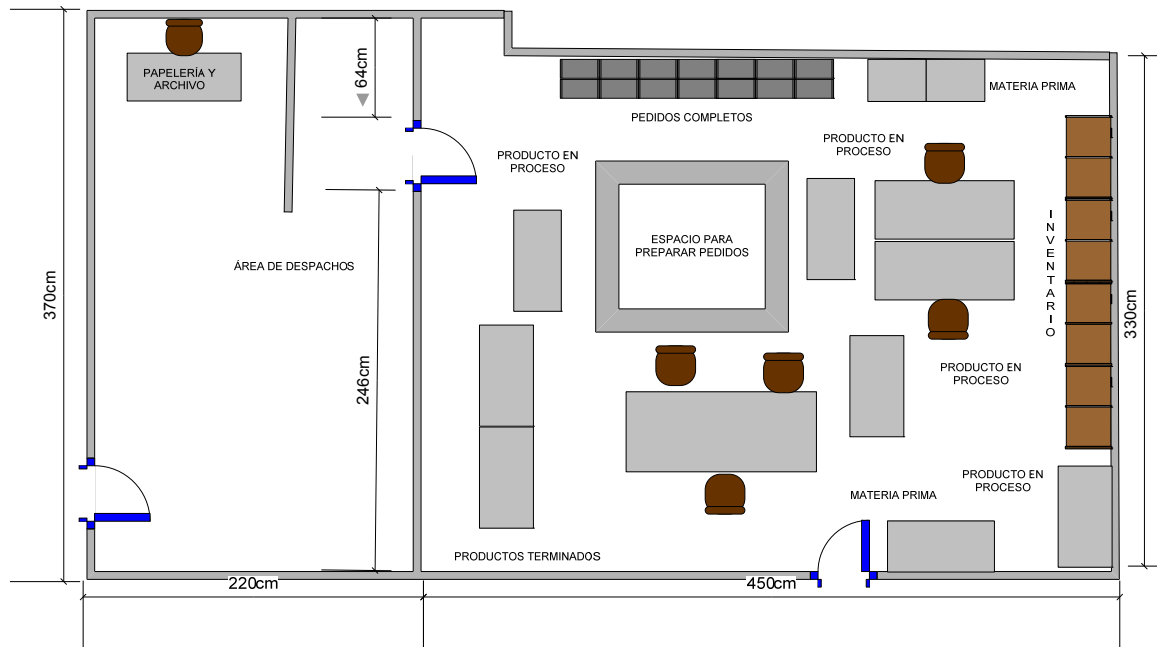 PAPELERÍA Y
ARCHIVO
64cm
MATERIA PRIMA
PEDIDOS COMPLETOS
PRODUCTO EN
PROCESO
PRODUCTO EN
PROCESO
ESPACIO PARA
PREPARAR PEDIDOS
INVENTARIO
ÁREA DE DESPACHOS
370cm
330cm
246cm
PRODUCTO EN
PROCESO
PRODUCTO EN
PROCESO
MATERIA PRIMA
PRODUCTOS TERMINADOS
220cm
450cm